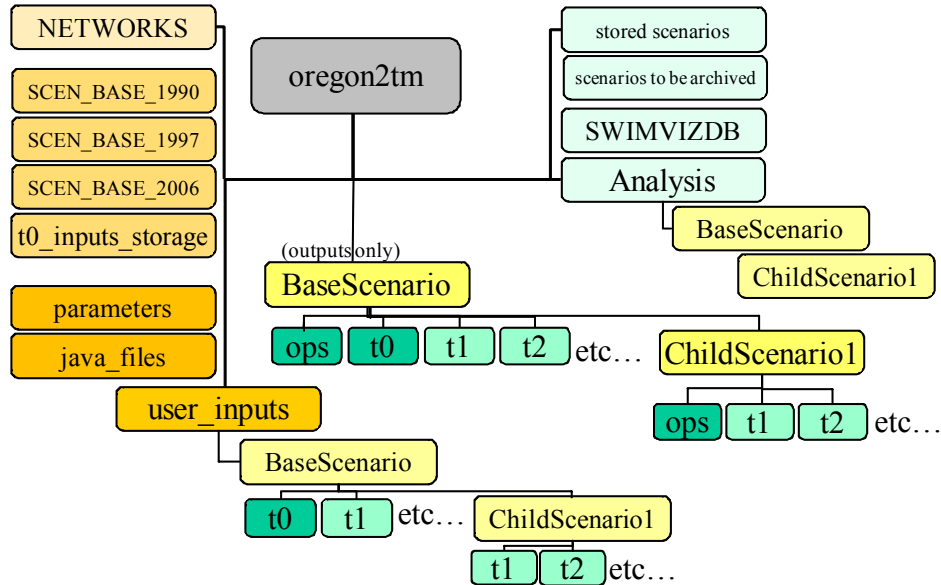 NETWORKS
SCEN_BASE_1990
SCEN_BASE_1997
SCEN_BASE_2006
t0_inputs_storage
parameters
java_files
user_inputs
oregon2tm
stored scenarios
scenarios to be archived
SWIMVIZDB
Analysis
BaseScenario
ChildScenario1
(outputs only)
BaseScenario
ops t0 t1 t2 etc…
ChildScenario1
ops t1 t2 etc…
BaseScenario
t0 t1 etc…
ChildScenario1
t1 t2 etc…